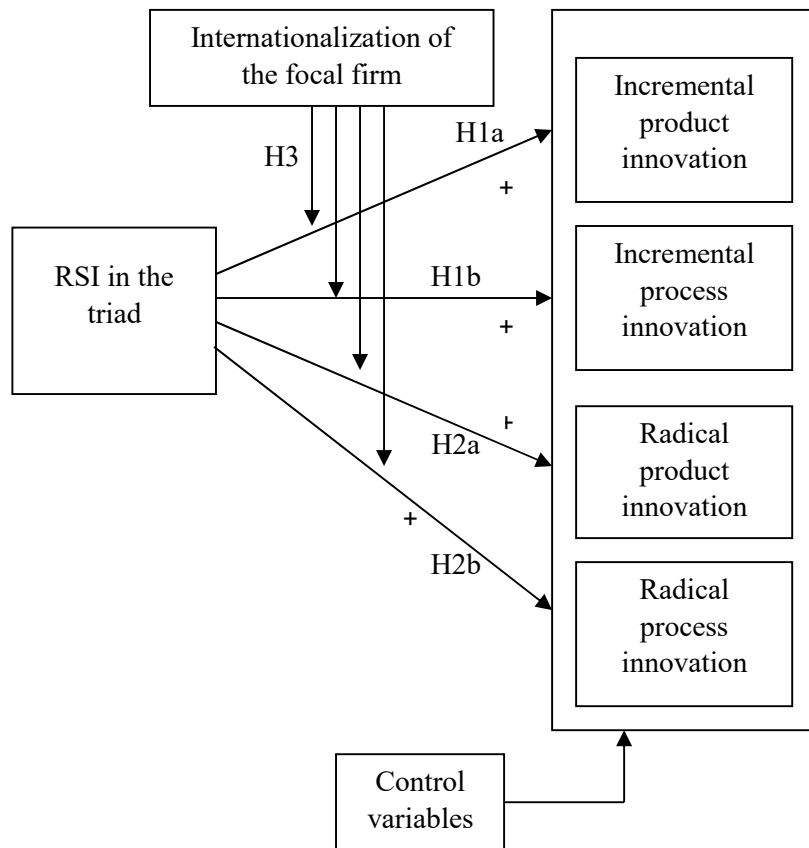 Internationalization of
the focal firm
H3
H1a
+
Incremental
product
innovation
RSI in the
triad
H1b
+
Incremental
process
innovation
+
H2a
Radical
product
innovation
+
H2b
Radical
process
innovation
Control
variables